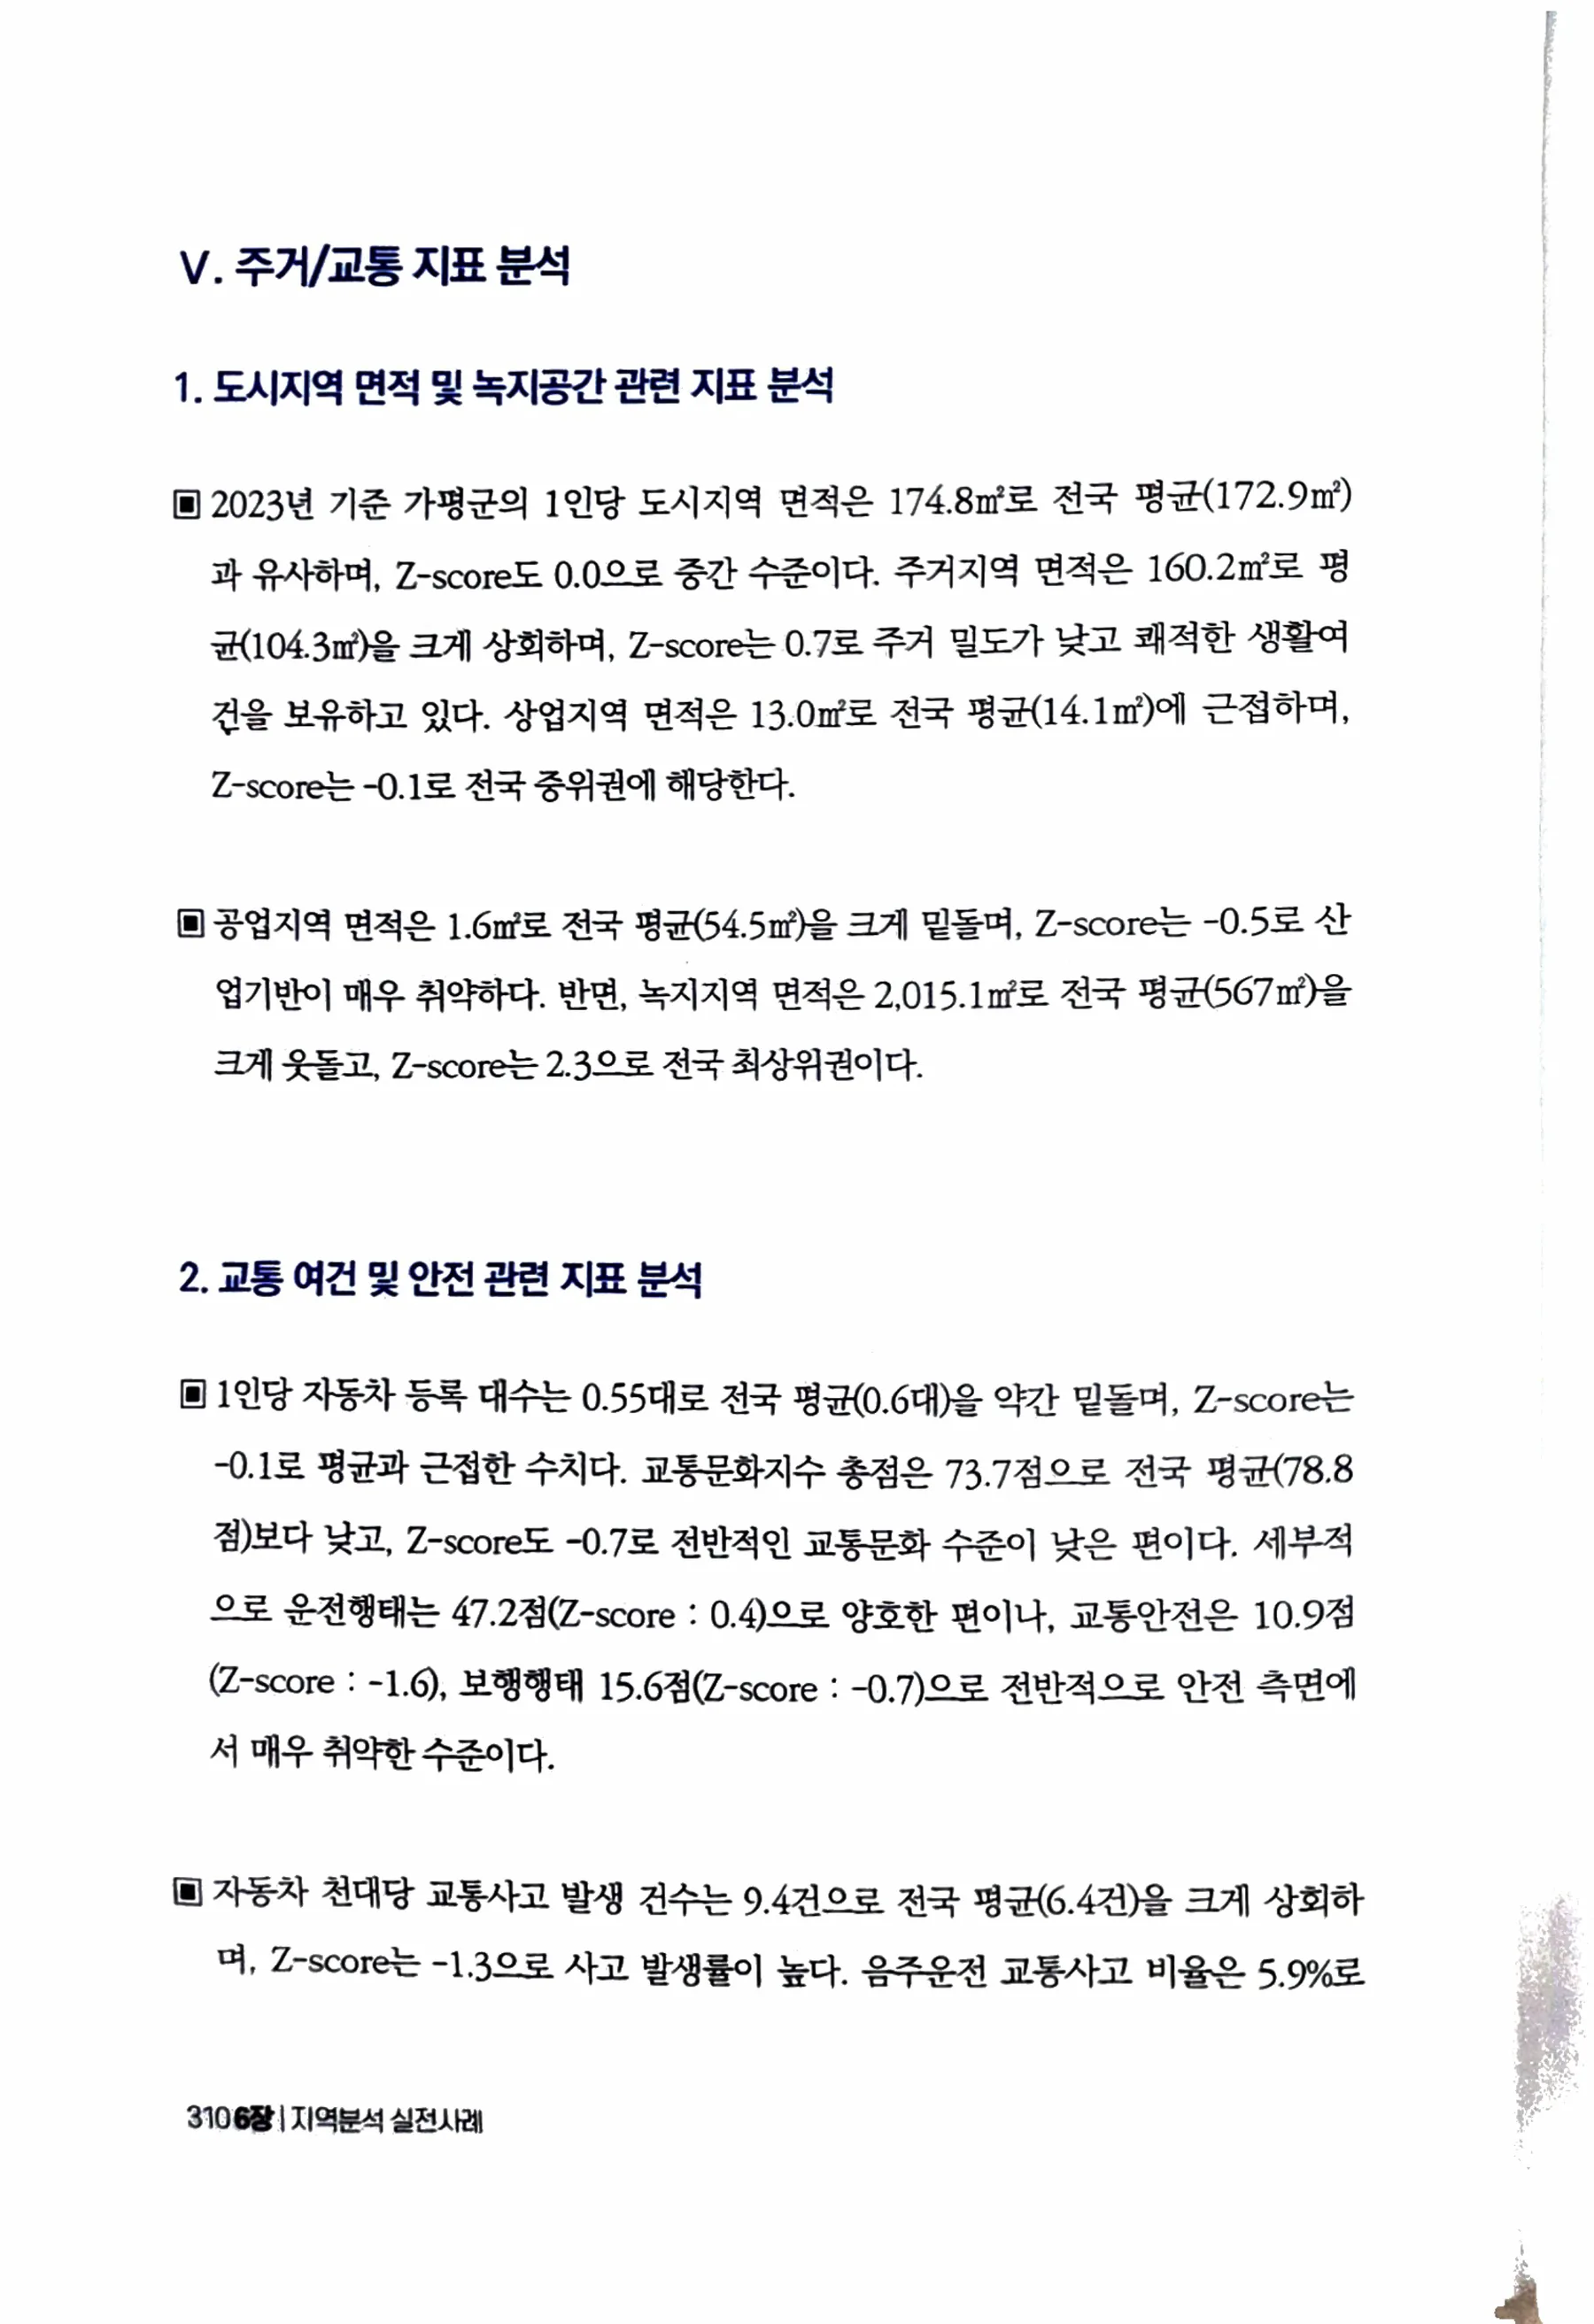 V. 주거/교통 지표 분석
1. 도시지역 면적 및 녹지공간 관련 지표 분석
▣ 2023년 기준 가평군의 1인당 도시지역 면적은 174.8㎡로 전국 평균(172.9㎡)
과 유사하며, Z-score도 0.0으로 중간 수준이다. 주거지역 면적은 160.2㎡로 평
균(104.3㎡)을 크게 상회하며, Z-score는 0.7로 주거 밀도가 낮고 쾌적한 생활여
건을 보유하고 있다. 상업지역 면적은 13.0㎡로 전국 평균(14.1㎡)에 근접하며,
Z-score는 -0.1로 전국 중위권에 해당한다.
▣ 공업지역 면적은 1.6㎡로 전국 평균(54.5㎡)을 크게 밑돌며, Z-score는 -0.5로 산
업기반이 매우 취약하다. 반면, 녹지지역 면적은 2,015.1㎡로 전국 평균(567㎡)을
크게 웃돌고, Z-score는 2.3으로 전국 최상위권이다.
2. 교통 여건 및 안전 관련 지표 분석
▣ 1인당 자동차 등록 대수는 0.55대로 전국 평균(0.6대)을 약간 밑돌며, Z-score는
-0.1로 평균과 근접한 수치다. 교통문화지수 총점은 73.7점으로 전국 평균(78.8
점)보다 낮고, Z-score도 -0.7로 전반적인 교통문화 수준이 낮은 편이다. 세부적
으로 운전행태는 47.2점(Z-score : 0.4)으로 양호한 편이나, 교통안전은 10.9점
(Z-score : -1.6), 보행행태 15.6점(Z-score : -0.7)으로 전반적으로 안전 측면에
서 매우 취약한 수준이다.
▣ 자동차 천대당 교통사고 발생 건수는 9.4건으로 전국 평균(6.4건)을 크게 상회하
며, Z-score는 -1.3으로 사고 발생률이 높다. 음주운전 교통사고 비율은 5.9%로
310 6장 | 지역분석 실전사례